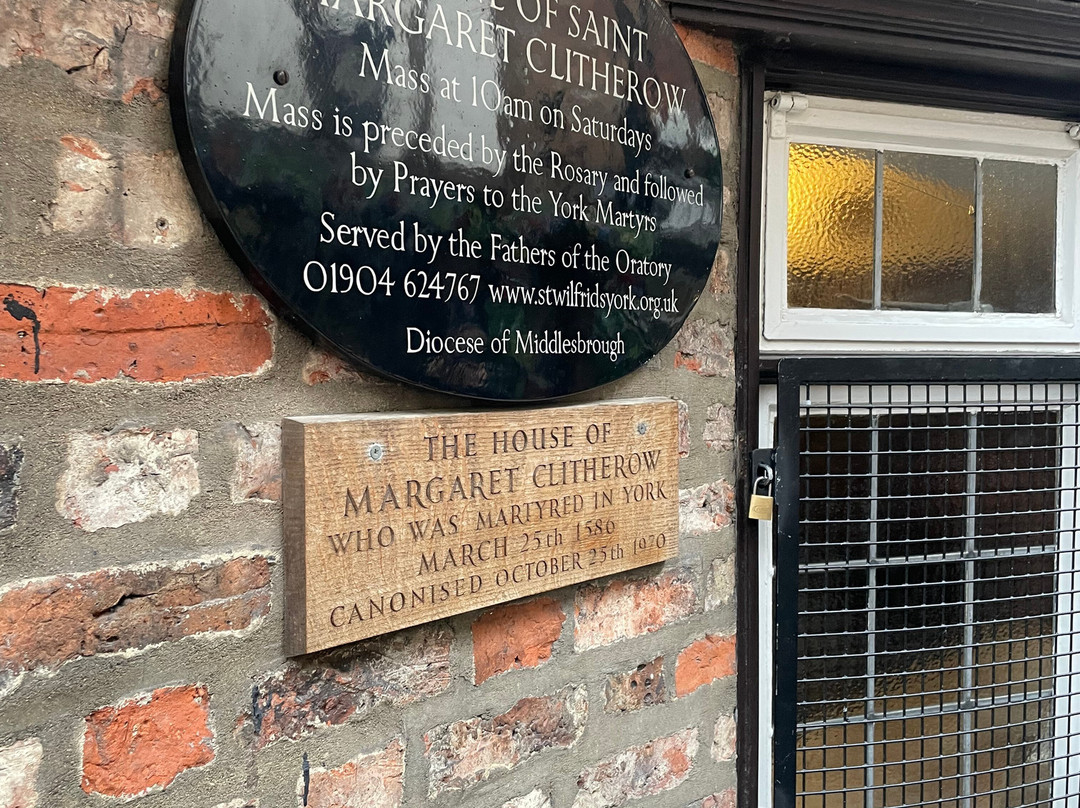 OF SAINT
MARGARET CLITHEROW
Mass at 10am on Saturdays
Mass is preceded by the Rosary and followed
by Prayers to the York Martyrs
Served by the Fathers of the Oratory
01904 624767 www.stwilfridsyork.org.uk
Diocese of Middlesbrough
THE HOUSE OF
MARGARET CLITHEROW
WHO WAS MARTYRED IN YORK
MARCH 25th 1586
CANONISED OCTOBER 25th 1970